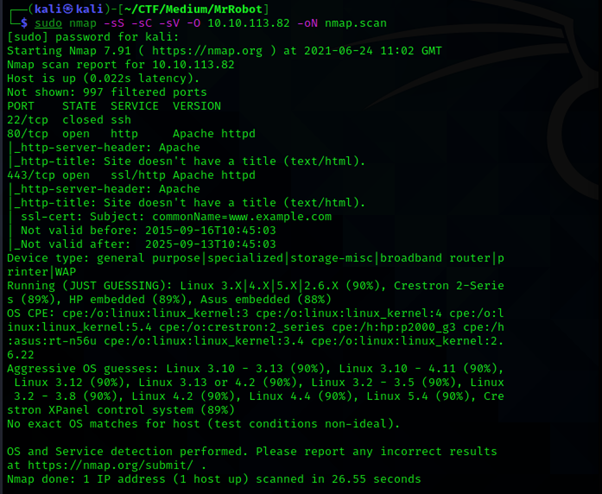 ┌──(kali㉿kali)-[~/CTF/Medium/MrRobot]
└─$ sudo nmap -sS -sC -sV -O 10.10.113.82 -oN nmap.scan
[sudo] password for kali:
Starting Nmap 7.91 ( https://nmap.org ) at 2021-06-24 11:02 GMT
Nmap scan report for 10.10.113.82
Host is up (0.022s latency).
Not shown: 997 filtered ports
PORT    STATE  SERVICE  VERSION
22/tcp  closed ssh
80/tcp  open   http     Apache httpd
|_http-server-header: Apache
|_http-title: Site doesn't have a title (text/html).
443/tcp open   ssl/http Apache httpd
|_http-server-header: Apache
|_http-title: Site doesn't have a title (text/html).
| ssl-cert: Subject: commonName=www.example.com
| Not valid before: 2015-09-16T10:45:03
|_Not valid after:  2025-09-13T10:45:03
Device type: general purpose|specialized|storage-misc|broadband router|p
rinter|WAP
Running (JUST GUESSING): Linux 3.X|4.X|5.X|2.6.X (90%), Crestron 2-Serie
s (89%), HP embedded (89%), Asus embedded (88%)
OS CPE: cpe:/o:linux:linux_kernel:3 cpe:/o:linux:linux_kernel:4 cpe:/o:l
inux:linux_kernel:5.4 cpe:/o:crestron:2_series cpe:/h:hp:p2000_g3 cpe:/h
:asus:rt-n56u cpe:/o:linux:linux_kernel:3.4 cpe:/o:linux:linux_kernel:2.
6.22
Aggressive OS guesses: Linux 3.10 - 3.13 (90%), Linux 3.10 - 4.11 (90%),
 Linux 3.12 (90%), Linux 3.13 or 4.2 (90%), Linux 3.2 - 3.5 (90%), Linux
 3.2 - 3.8 (90%), Linux 4.2 (90%), Linux 4.4 (90%), Linux 5.4 (90%), Cre
stron XPanel control system (89%)
No exact OS matches for host (test conditions non-ideal).

OS and Service detection performed. Please report any incorrect results
at https://nmap.org/submit/ .
Nmap done: 1 IP address (1 host up) scanned in 26.55 seconds